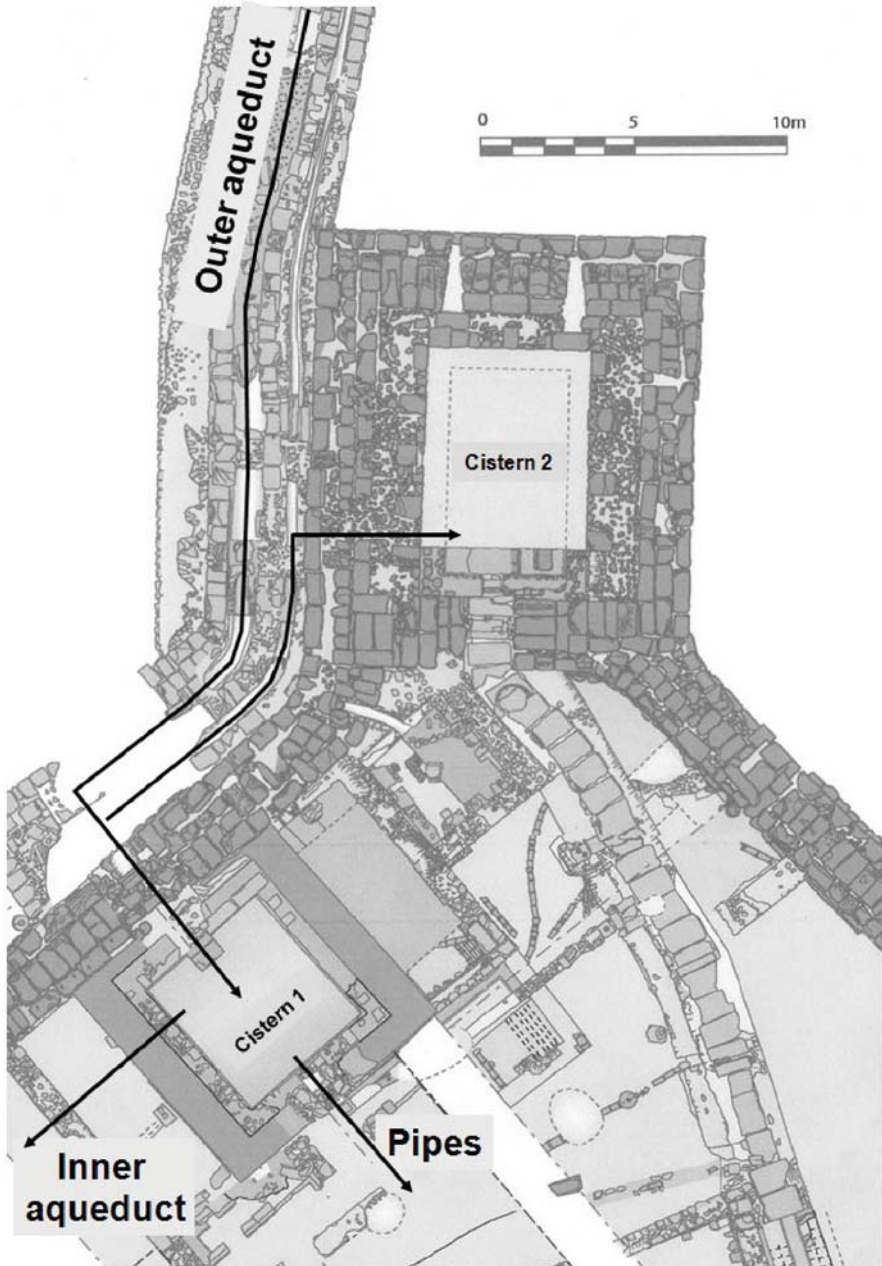 Outer aqueduct
0 5 10m
Cistern 2
Cistern 1
Inner
aqueduct
Pipes